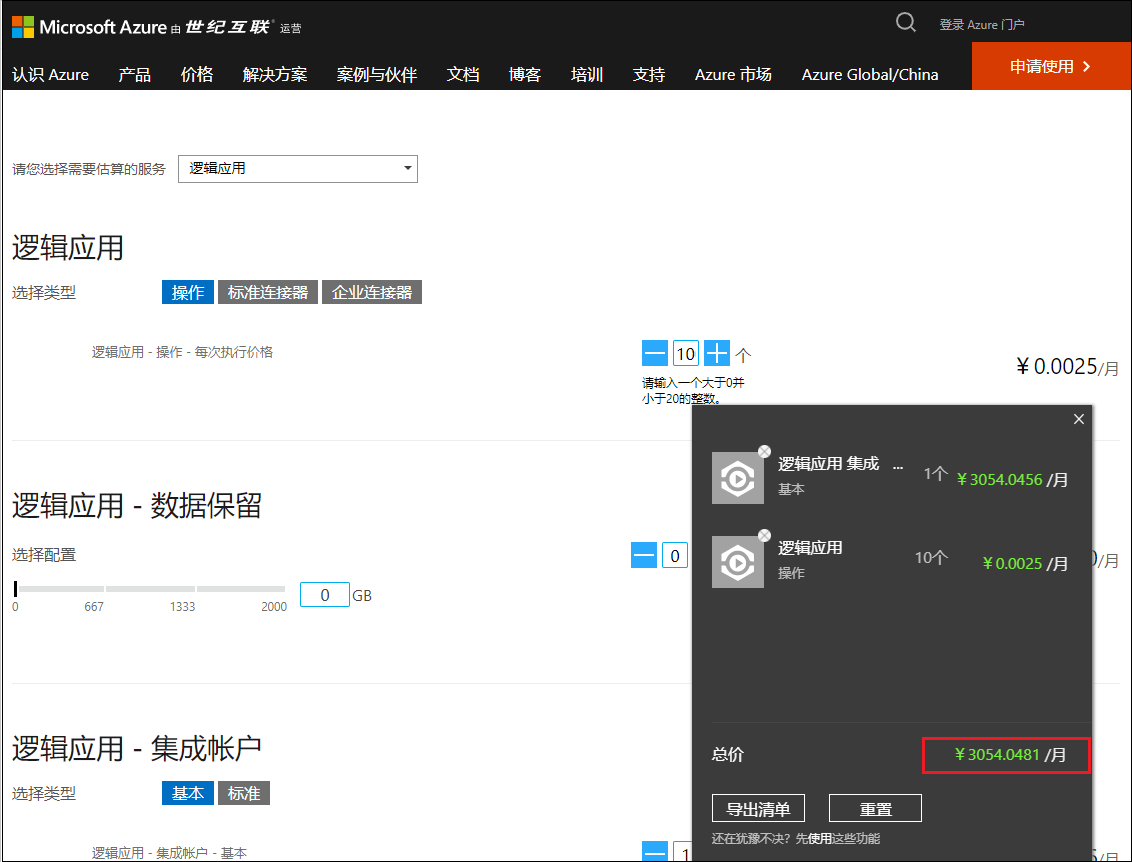 Microsoft Azure 由 世纪互联 运营
登录 Azure 门户
认识 Azure 产品 价格 解决方案 案例与伙伴 文档 博客 培训 支持 Azure 市场 Azure Global/China 申请使用
请您选择需要估算的服务 逻辑应用
逻辑应用
选择类型 操作 标准连接器 企业连接器
逻辑应用 - 操作 - 每次执行价格 10 个 ¥ 0.0025/月
请输入一个大于0并
小于20的整数。
逻辑应用 - 数据保留
选择配置 0 /月
0 667 1333 2000 0 GB
逻辑应用 - 集成帐户
选择类型 基本 标准
逻辑应用 - 集成帐户 - 基本 1 /月
逻辑应用 集成 ... 1个 ¥ 3054.0456 /月
基本
逻辑应用 10个 ¥ 0.0025 /月
操作
总价 ¥ 3054.0481 /月
导出清单 重置
还在犹豫不决? 先使用这些功能